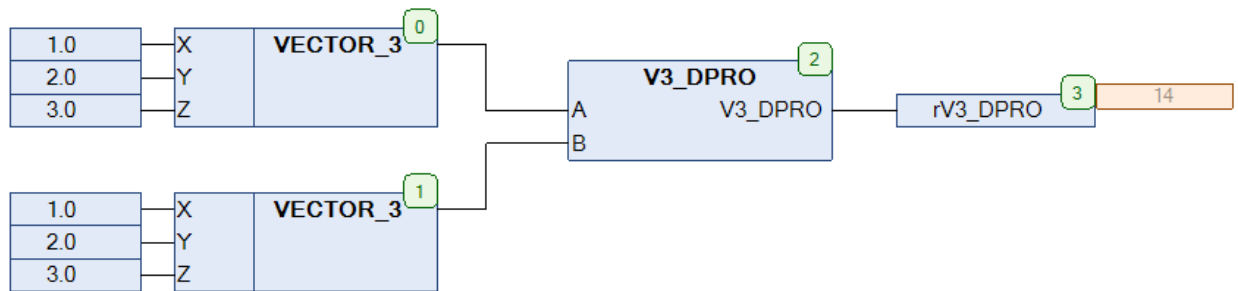 0
1.0 X VECTOR_3
2.0 Y
3.0 Z
2
V3_DPRO
A V3_DPRO
B
3
rV3_DPRO 14
1
1.0 X VECTOR_3
2.0 Y
3.0 Z